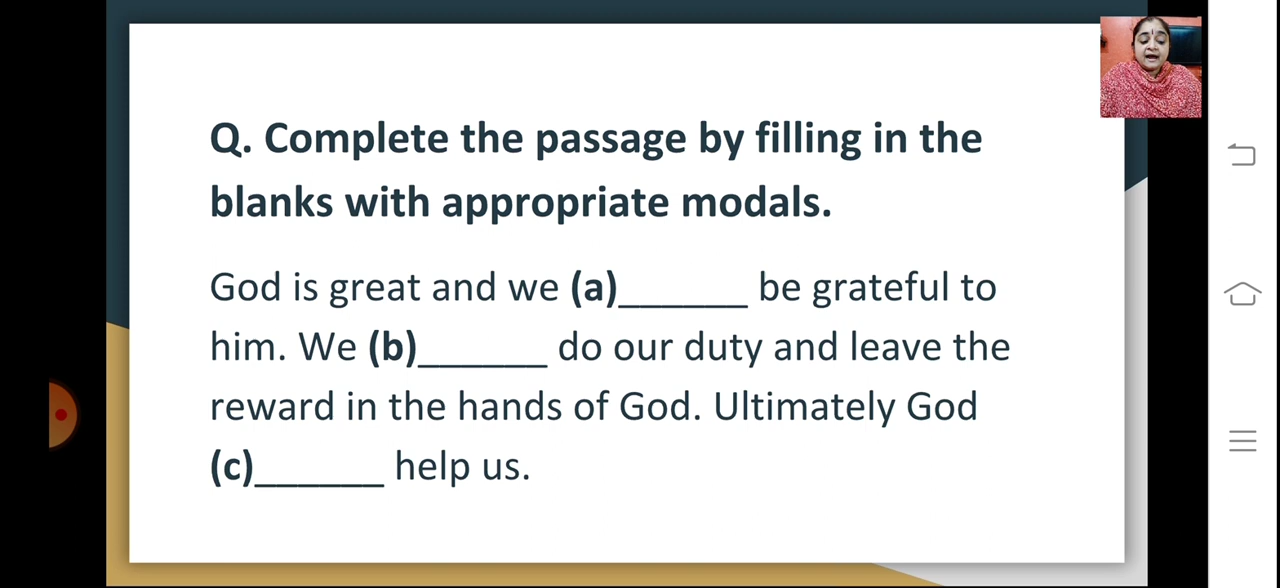 Q. Complete the passage by filling in the
blanks with appropriate modals.
God is great and we (a)______ be grateful to
him. We (b)______ do our duty and leave the
reward in the hands of God. Ultimately God
(c)______ help us.